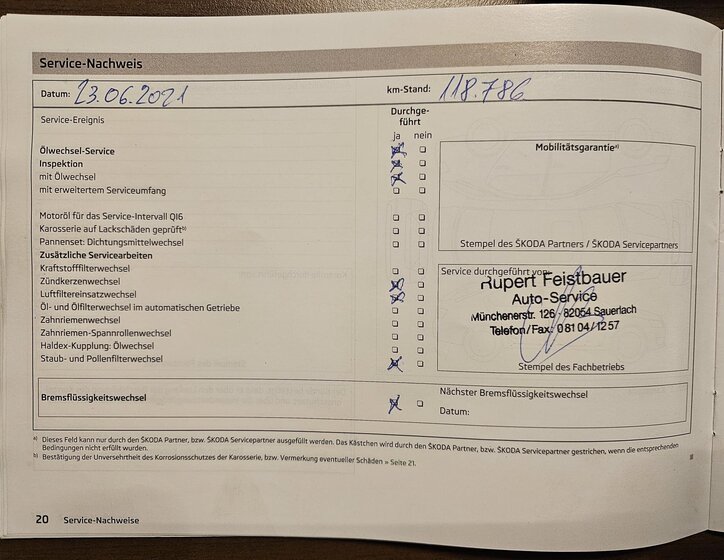 Service-Nachweis
Datum: 23.06.2021 km-Stand: 118.786
Service-Ereignis
Durchge-
führt
ja nein
Ölwechsel-Service
Inspektion
mit Ölwechsel
mit erweitertem Serviceumfang
Motoröl für das Service-Intervall QI6
Karosserie auf Lackschäden geprüft b)
Pannenset: Dichtungsmittelwechsel
Zusätzliche Servicearbeiten
Kraftstofffilterwechsel
Zündkerzenwechsel
Luftfiltereinsatzwechsel
Öl- und Ölfilterwechsel im automatischen Getriebe
Zahnriemenwechsel
Zahnriemen-Spannrollenwechsel
Haldex-Kupplung: Ölwechsel
Staub- und Pollenfilterwechsel
Mobilitätsgarantie a)
Stempel des ŠKODA Partners / ŠKODA Servicepartners
Service durchgeführt von:
Rupert Feistbauer
Auto-Service
Münchenerstr. 126 - 82054 Sauerlach
Telefon/Fax: 08104/1257
Stempel des Fachbetriebs
Bremsflüssigkeitswechsel
Nächster Bremsflüssigkeitswechsel
Datum:
a) Dieses Feld kann nur durch den ŠKODA Partner, bzw. ŠKODA Servicepartner ausgefüllt werden. Das Kästchen wird durch den ŠKODA Partner, bzw. ŠKODA Servicepartner gestrichen, wenn die entsprechenden
Bedingungen nicht erfüllt wurden.
b) Bestätigung der Unversehrtheit des Korrosionsschutzes der Karosserie, bzw. Vermerkung eventueller Schäden » Seite 21.
20 Service-Nachweise